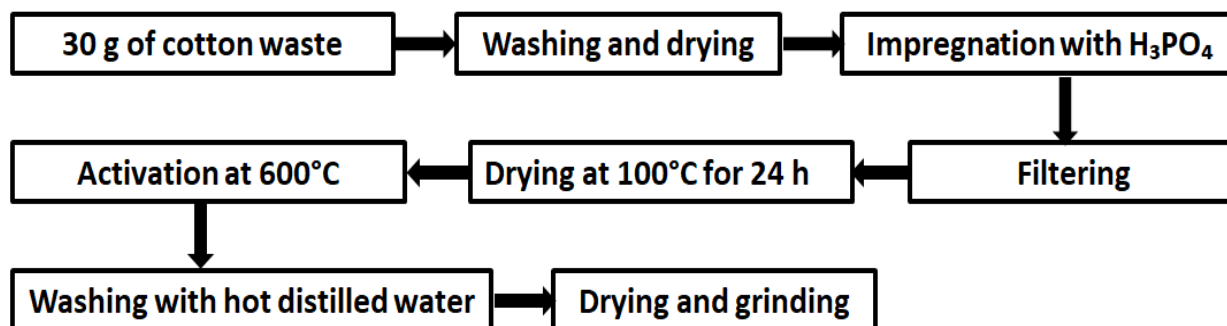 30 g of cotton waste
Washing and drying
Impregnation with H₃PO₄
Filtering
Drying at 100°C for 24 h
Activation at 600°C
Washing with hot distilled water
Drying and grinding